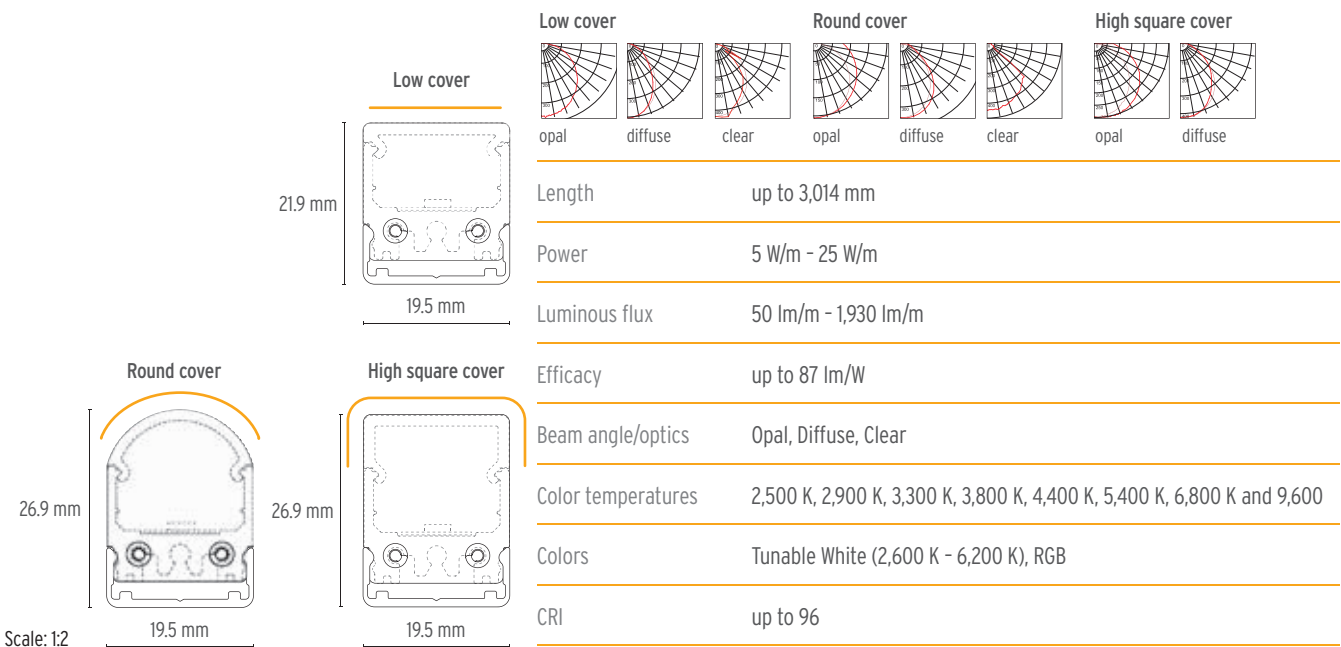 Low cover
Round cover
High square cover
opal
diffuse
clear
opal
diffuse
clear
opal
diffuse
Low cover
21.9 mm
19.5 mm
Round cover
26.9 mm
19.5 mm
High square cover
26.9 mm
19.5 mm
Scale: 1:2
Length up to 3,014 mm
Power 5 W/m – 25 W/m
Luminous flux 50 lm/m – 1,930 lm/m
Efficacy up to 87 lm/W
Beam angle/optics Opal, Diffuse, Clear
Color temperatures 2,500 K, 2,900 K, 3,300 K, 3,800 K, 4,400 K, 5,400 K, 6,800 K and 9,600
Colors Tunable White (2,600 K – 6,200 K), RGB
CRI up to 96